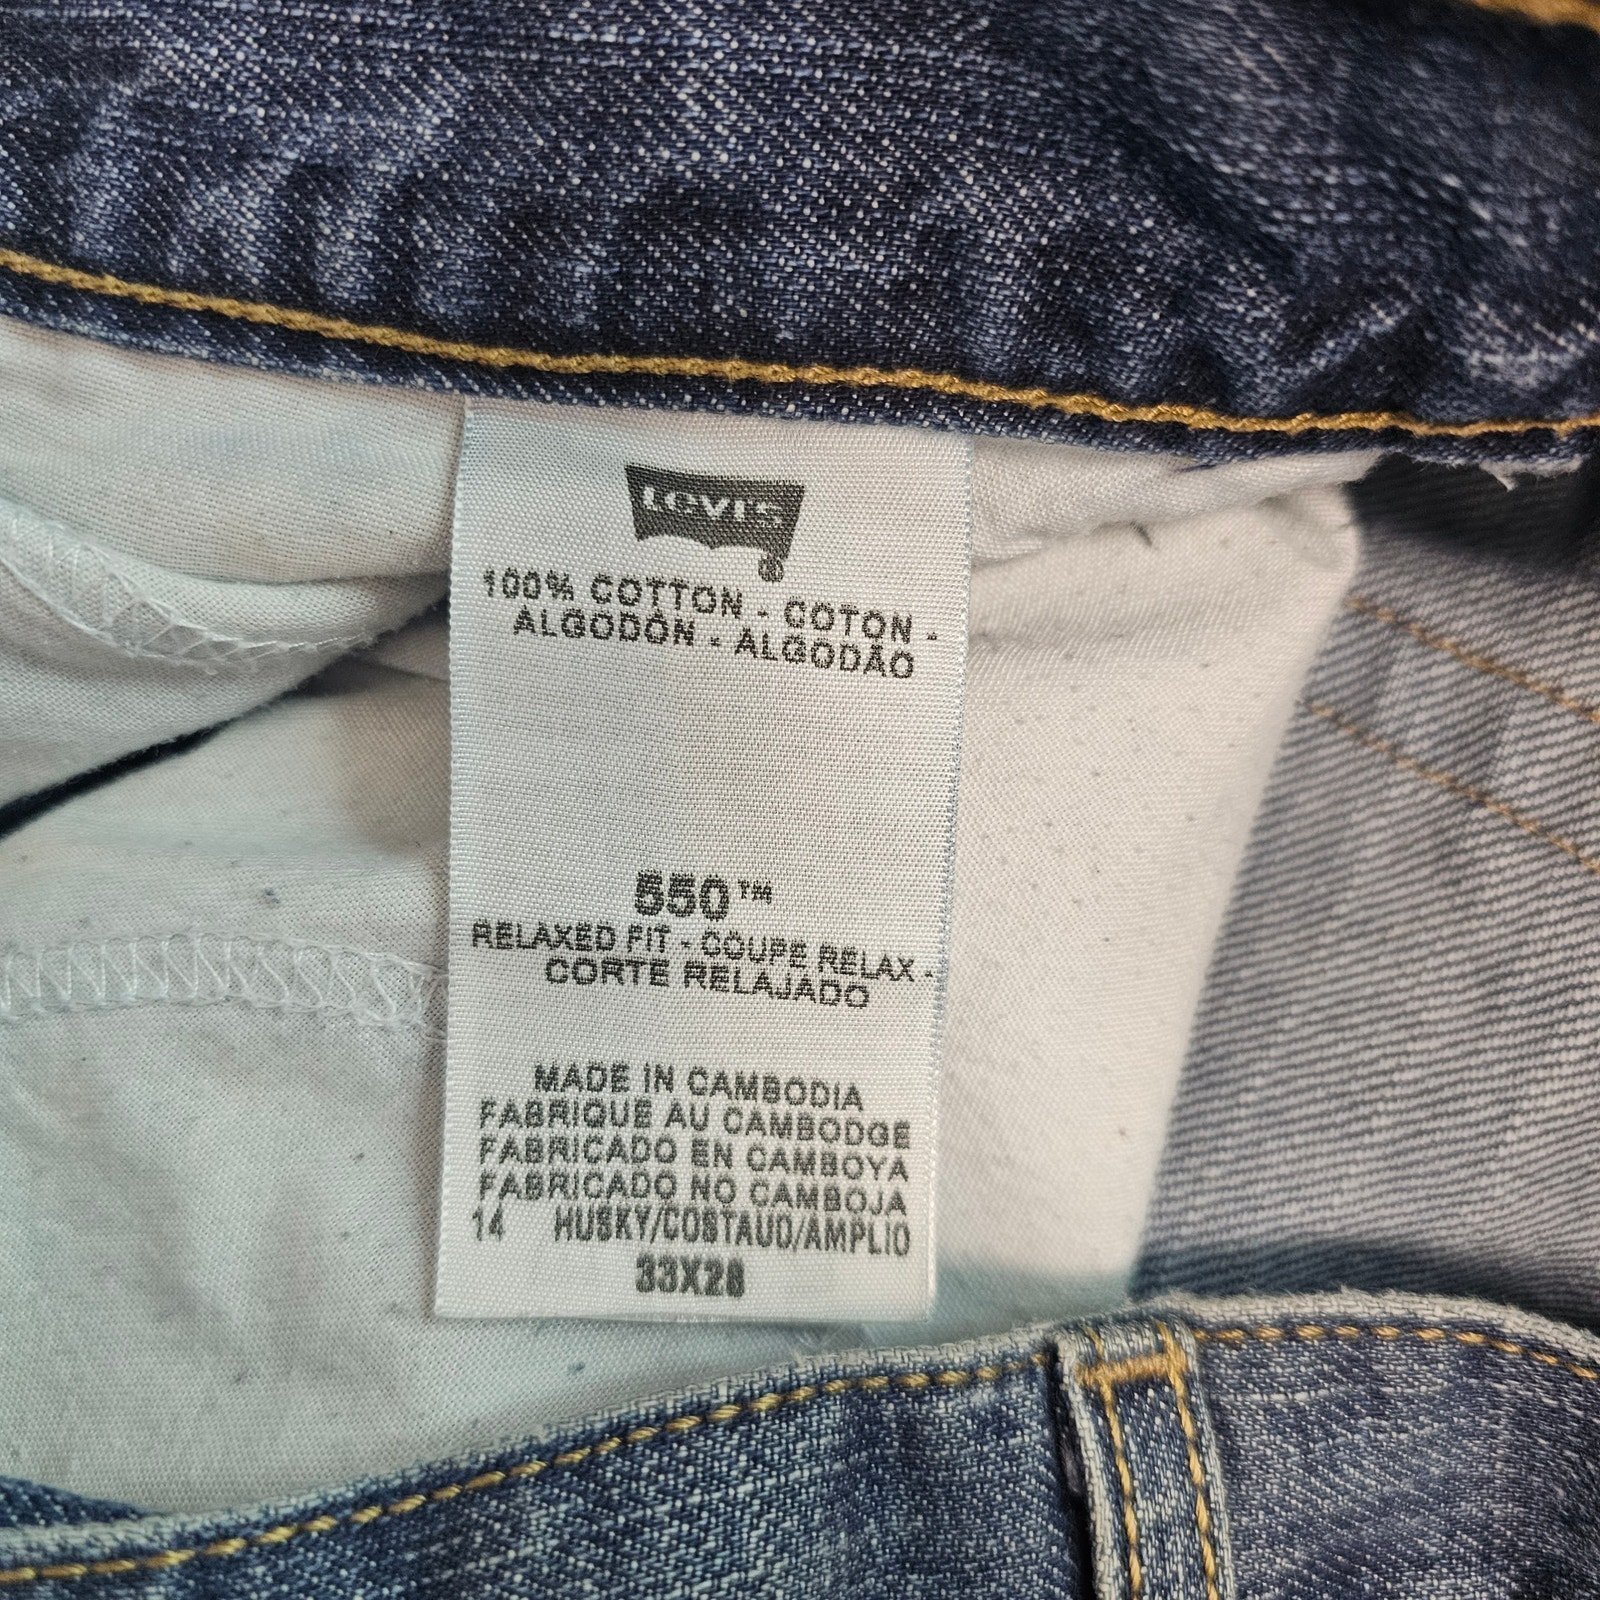 Levi's®
100% COTTON - COTON -
ALGODÓN - ALGODÃO
550™
RELAXED FIT - COUPE RELAX -
CORTE RELAJADO
MADE IN CAMBODIA
FABRIQUE AU CAMBODGE
FABRICADO EN CAMBOYA
FABRICADO NO CAMBOJA
14 HUSKY/COSTAUD/AMPLIO
33X28